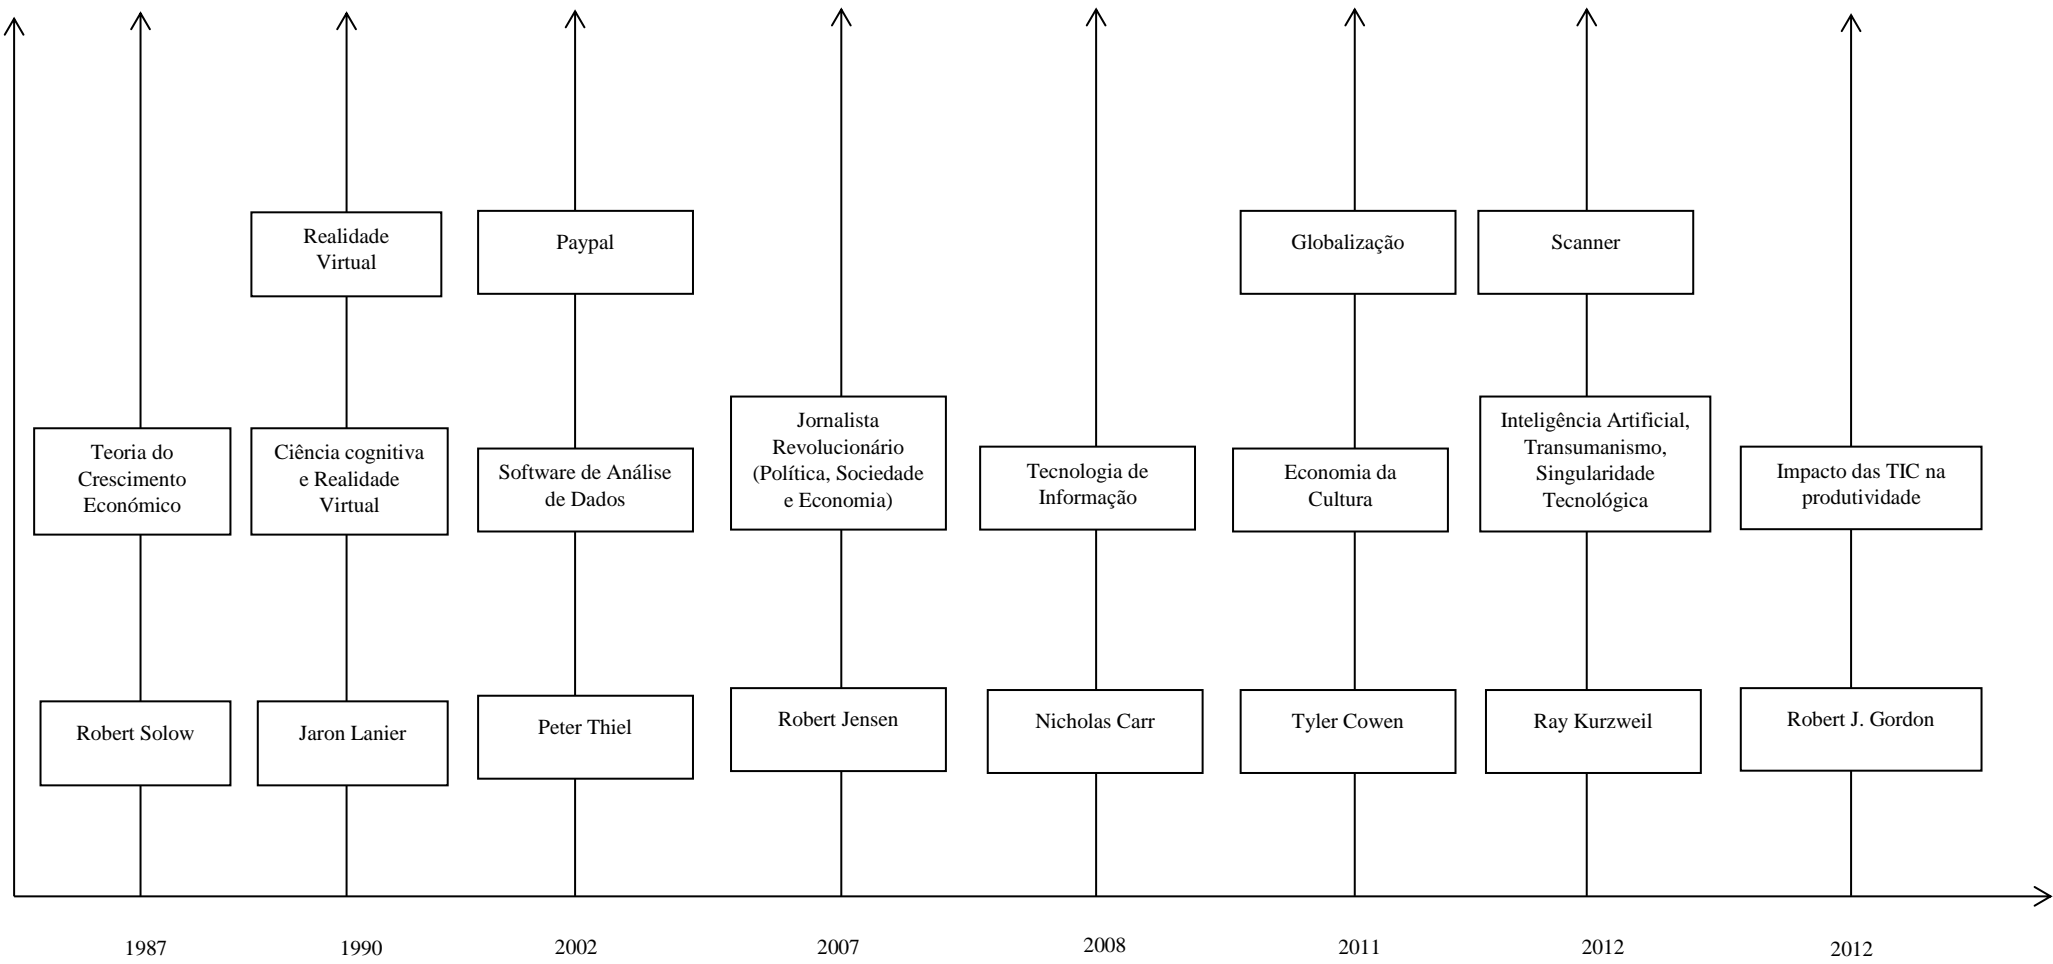 Realidade
Virtual
Paypal
Globalização
Scanner
Teoria do
Crescimento
Económico
Ciência cognitiva
e Realidade
Virtual
Software de Análise
de Dados
Jornalista
Revolucionário
(Política, Sociedade
e Economia)
Tecnologia de
Informação
Economia da
Cultura
Inteligência Artificial,
Transumanismo,
Singularidade
Tecnológica
Impacto das TIC na
produtividade
Robert Solow
Jaron Lanier
Peter Thiel
Robert Jensen
Nicholas Carr
Tyler Cowen
Ray Kurzweil
Robert J. Gordon
1987
1990
2002
2007
2008
2011
2012
2012